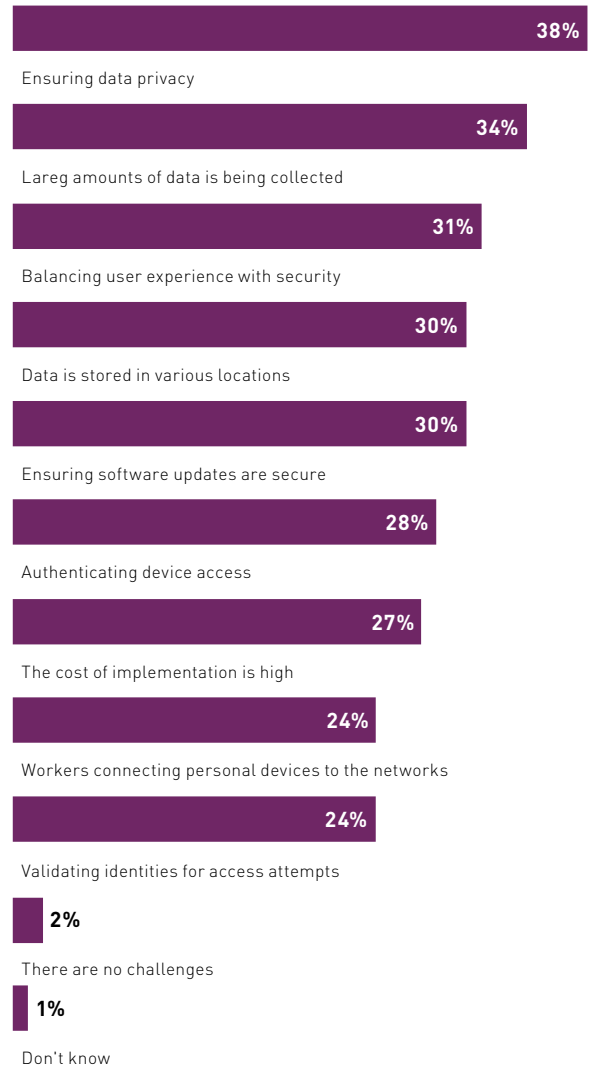 38%
Ensuring data privacy
34%
Lareg amounts of data is being collected
31%
Balancing user experience with security
30%
Data is stored in various locations
30%
Ensuring software updates are secure
28%
Authenticating device access
27%
The cost of implementation is high
24%
Workers connecting personal devices to the networks
24%
Validating identities for access attempts
2%
There are no challenges
1%
Don't know